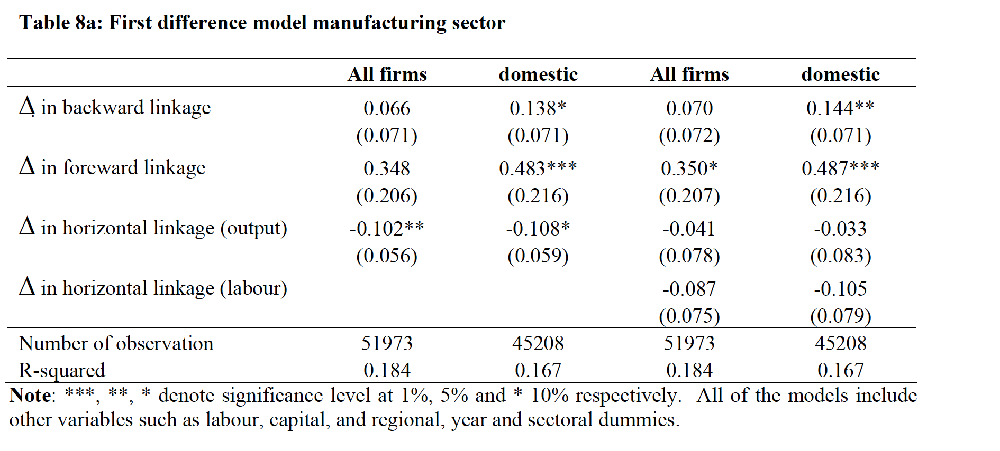 Table 8a: First difference model manufacturing sector
All firms domestic All firms domestic
Δ in backward linkage 0.066 0.138* 0.070 0.144**
(0.071) (0.071) (0.072) (0.071)
Δ in foreward linkage 0.348 0.483*** 0.350* 0.487***
(0.206) (0.216) (0.207) (0.216)
Δ in horizontal linkage (output) -0.102** -0.108* -0.041 -0.033
(0.056) (0.059) (0.078) (0.083)
Δ in horizontal linkage (labour) -0.087 -0.105
(0.075) (0.079)
Number of observation 51973 45208 51973 45208
R-squared 0.184 0.167 0.184 0.167
Note: ***, **, * denote significance level at 1%, 5% and * 10% respectively. All of the models include
other variables such as labour, capital, and regional, year and sectoral dummies.